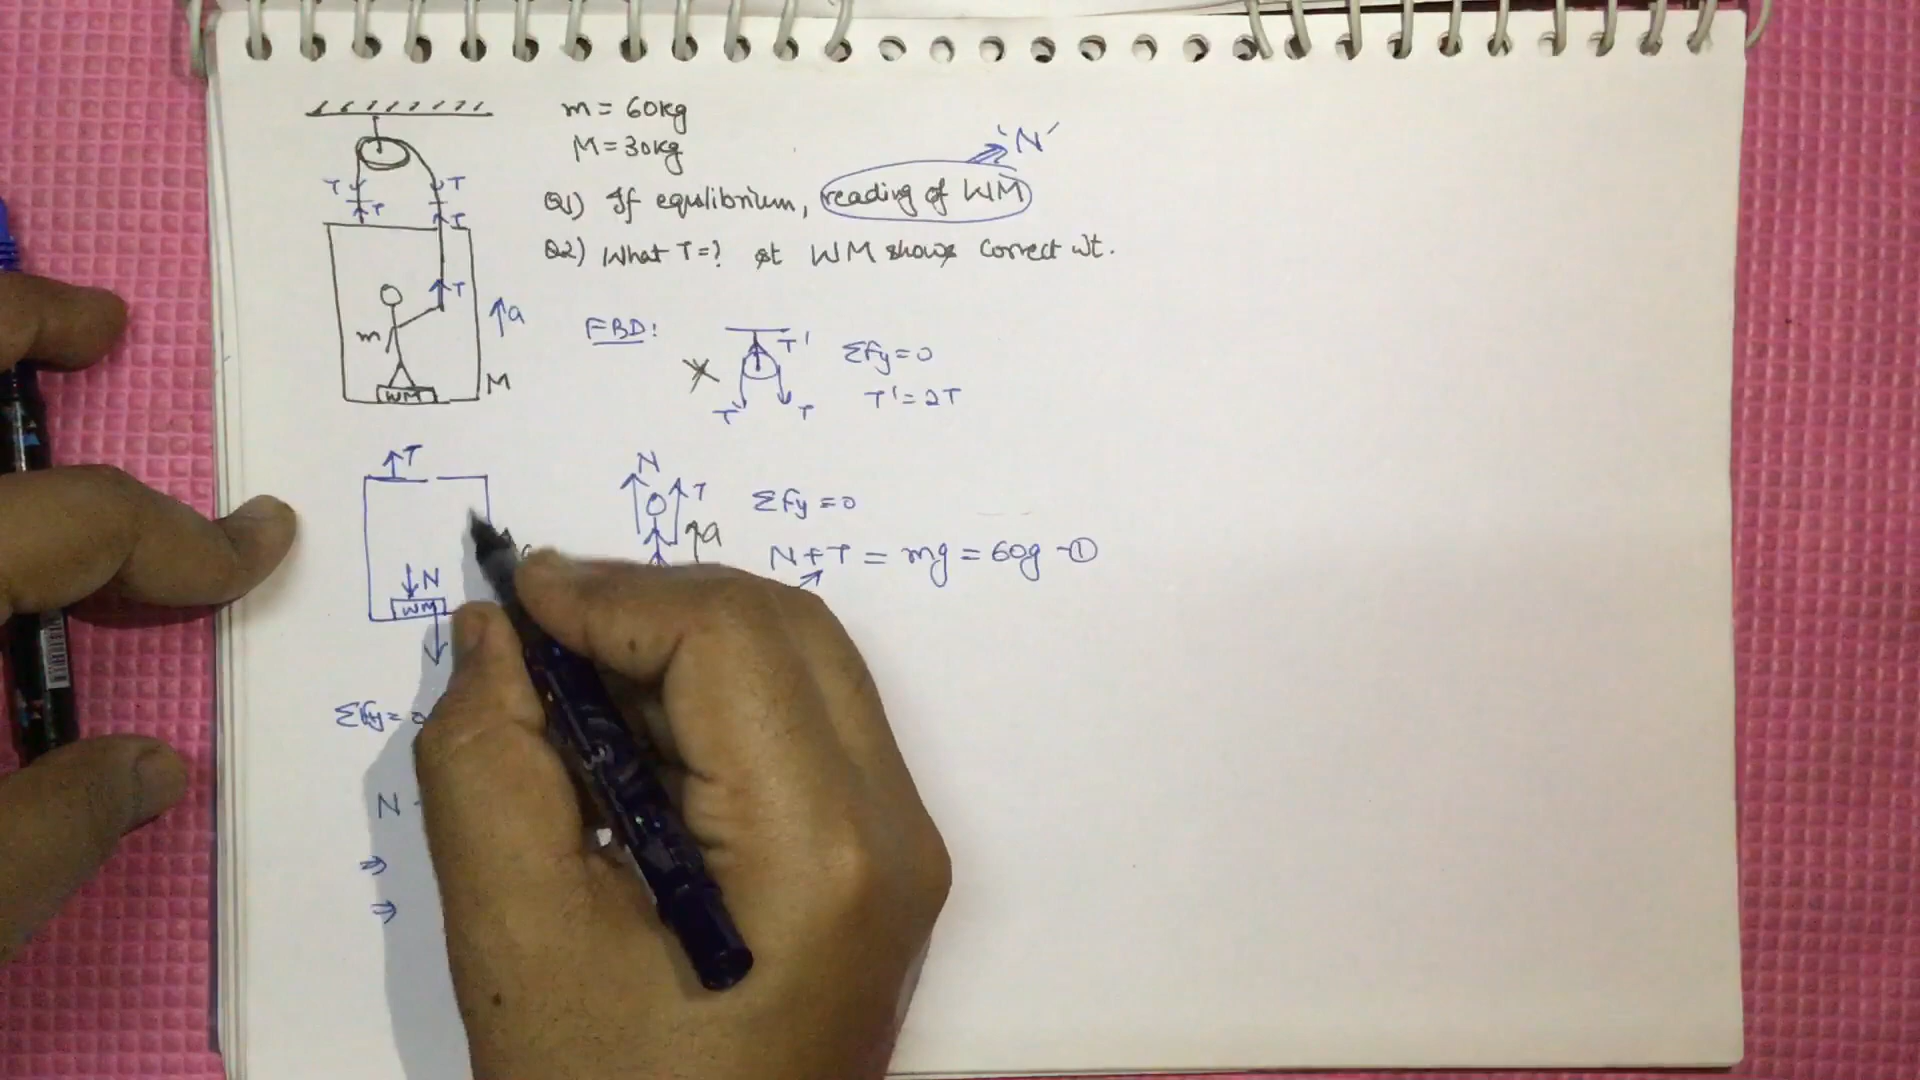 m = 60kg
M = 30kg
'N'
Q1) If equilibrium, reading of WM
Q2) What T=? st WM shows correct wt.
T T
T T
T
m
a
WM
M
FBD:
T'
T T
ΣFy=0
T'=2T
T
N
WM
N
T
a
ΣFy=0
N+T = mg = 60g -①
ΣFy=0
N
⇒
⇒